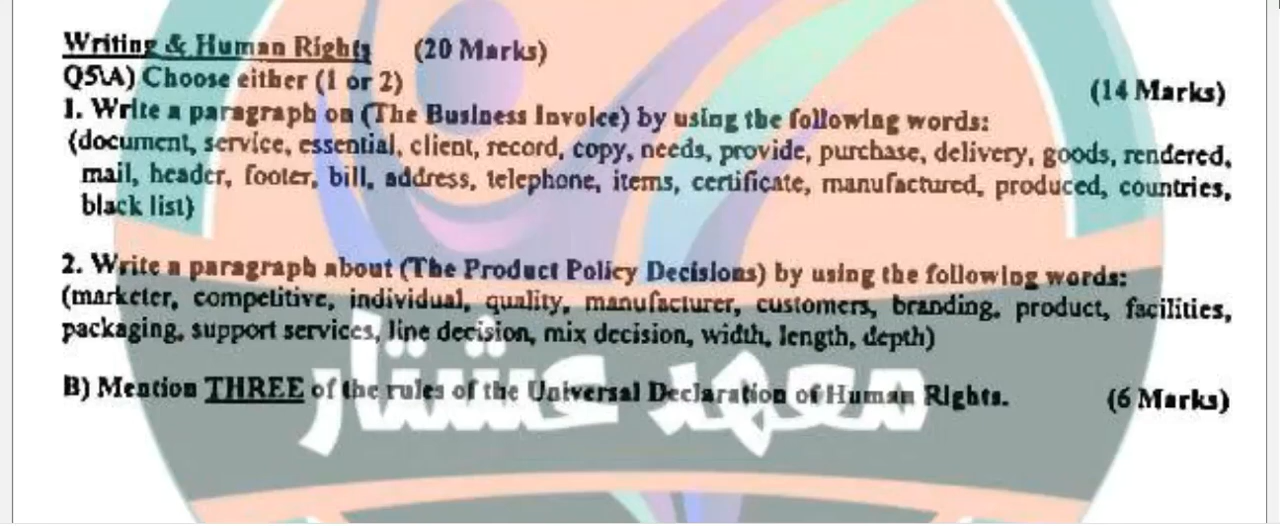 Writing & Human Rights (20 Marks)
Q5\A) Choose either (1 or 2) (14 Marks)
1. Write a paragraph on (The Business Invoice) by using the following words:
(document, service, essential, client, record, copy, needs, provide, purchase, delivery, goods, rendered,
mail, header, footer, bill, address, telephone, items, certificate, manufactured, produced, countries,
black list)
2. Write a paragraph about (The Product Policy Decisions) by using the following words:
(marketer, competitive, individual, quality, manufacturer, customers, branding, product, facilities,
packaging, support services, line decision, mix decision, width, length, depth)
معهد عشتار
B) Mention THREE of the rules of the Universal Declaration of Human Rights. (6 Marks)